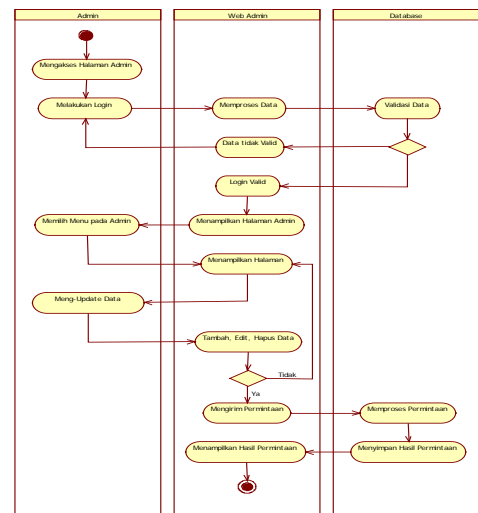 Admin
Web Admin
Database
Mengakses Halaman Admin
Melakukan Login
Memproses Data
Validasi Data
Data tidak Valid
Login Valid
Menampilkan Halaman Admin
Memilih Menu pada Admin
Menampilkan Halaman
Meng-Update Data
Tambah, Edit, Hapus Data
Tidak
Ya
Mengirim Permintaan
Memproses Permintaan
Menampilkan Hasil Permintaan
Menyimpan Hasil Permintaan